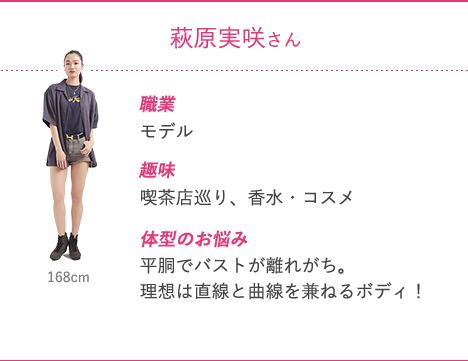 萩原実咲さん
職業
モデル
趣味
喫茶店巡り、香水・コスメ
体型のお悩み
平胴でバストが離れがち。
理想は直線と曲線を兼ねるボディ！
168cm